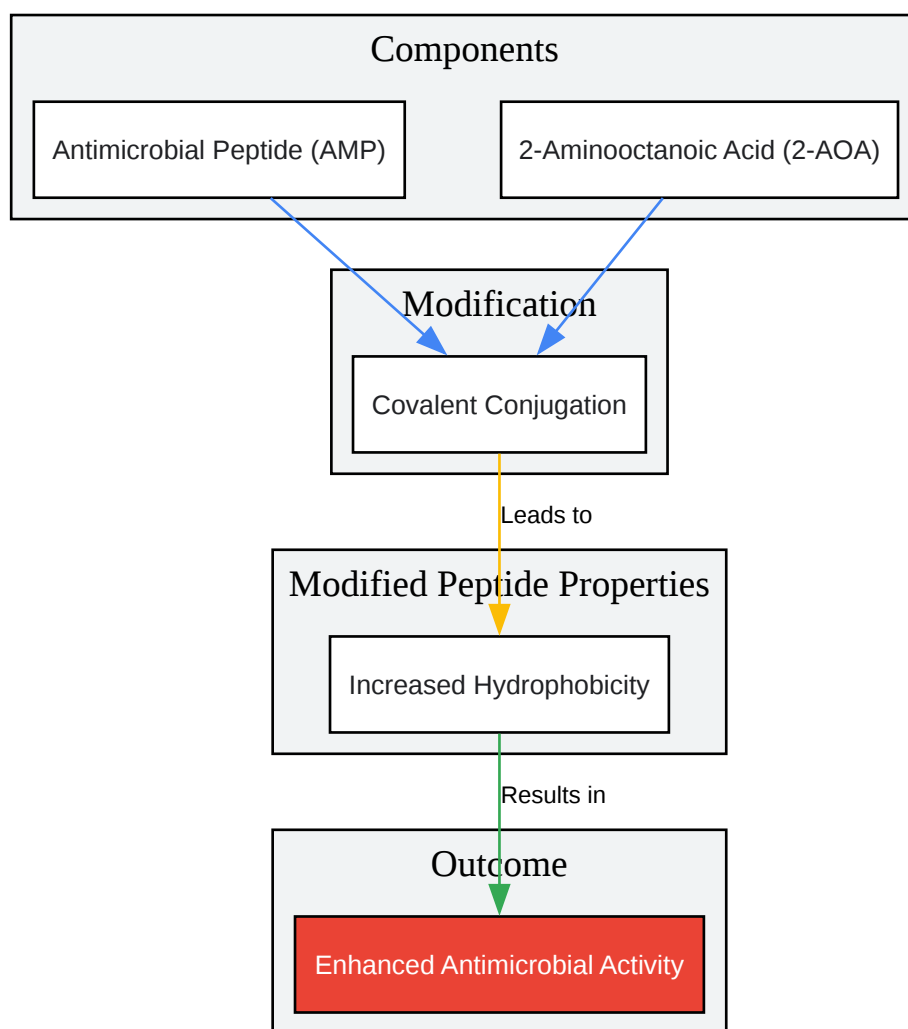 Components
Antimicrobial Peptide (AMP)
2-Aminooctanoic Acid (2-AOA)
Modification
Covalent Conjugation
Leads to
Modified Peptide Properties
Increased Hydrophobicity
Results in
Outcome
Enhanced Antimicrobial Activity